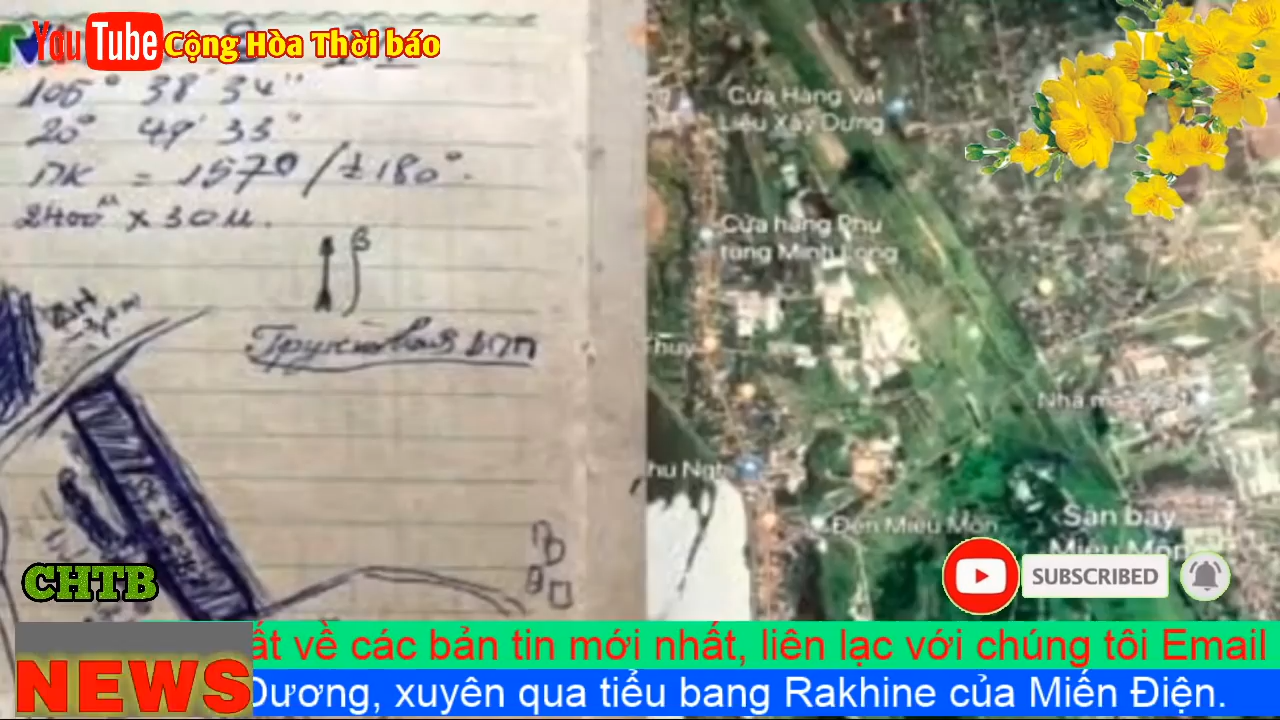 YouTube Cộng Hòa Thời báo
105° 38' 34''
20° 49' 33''
ПК = 157° / ± 180°.
2400м x 30м.
β
Грунтовая ВПП
Cửa Hàng Vật
Liệu Xây Dựng
Cửa hàng Phụ
tùng Minh Long
Thuỷ
Nhà má
Đền Miếu Môn
Sân bay
Miếu Môn
SUBSCRIBED
CHTB
NEWS
ất về các bản tin mới nhất, liên lạc với chúng tôi Email
Dương, xuyên qua tiểu bang Rakhine của Miến Điện.